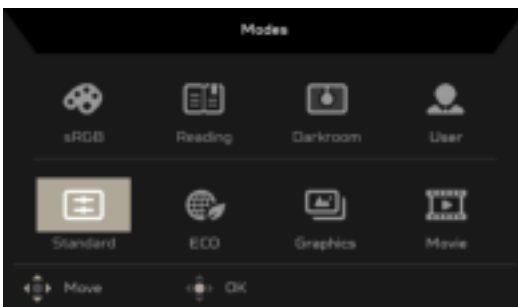 Modes
sRGB Reading Darkroom User
Standard ECO Graphics Movie
Move OK